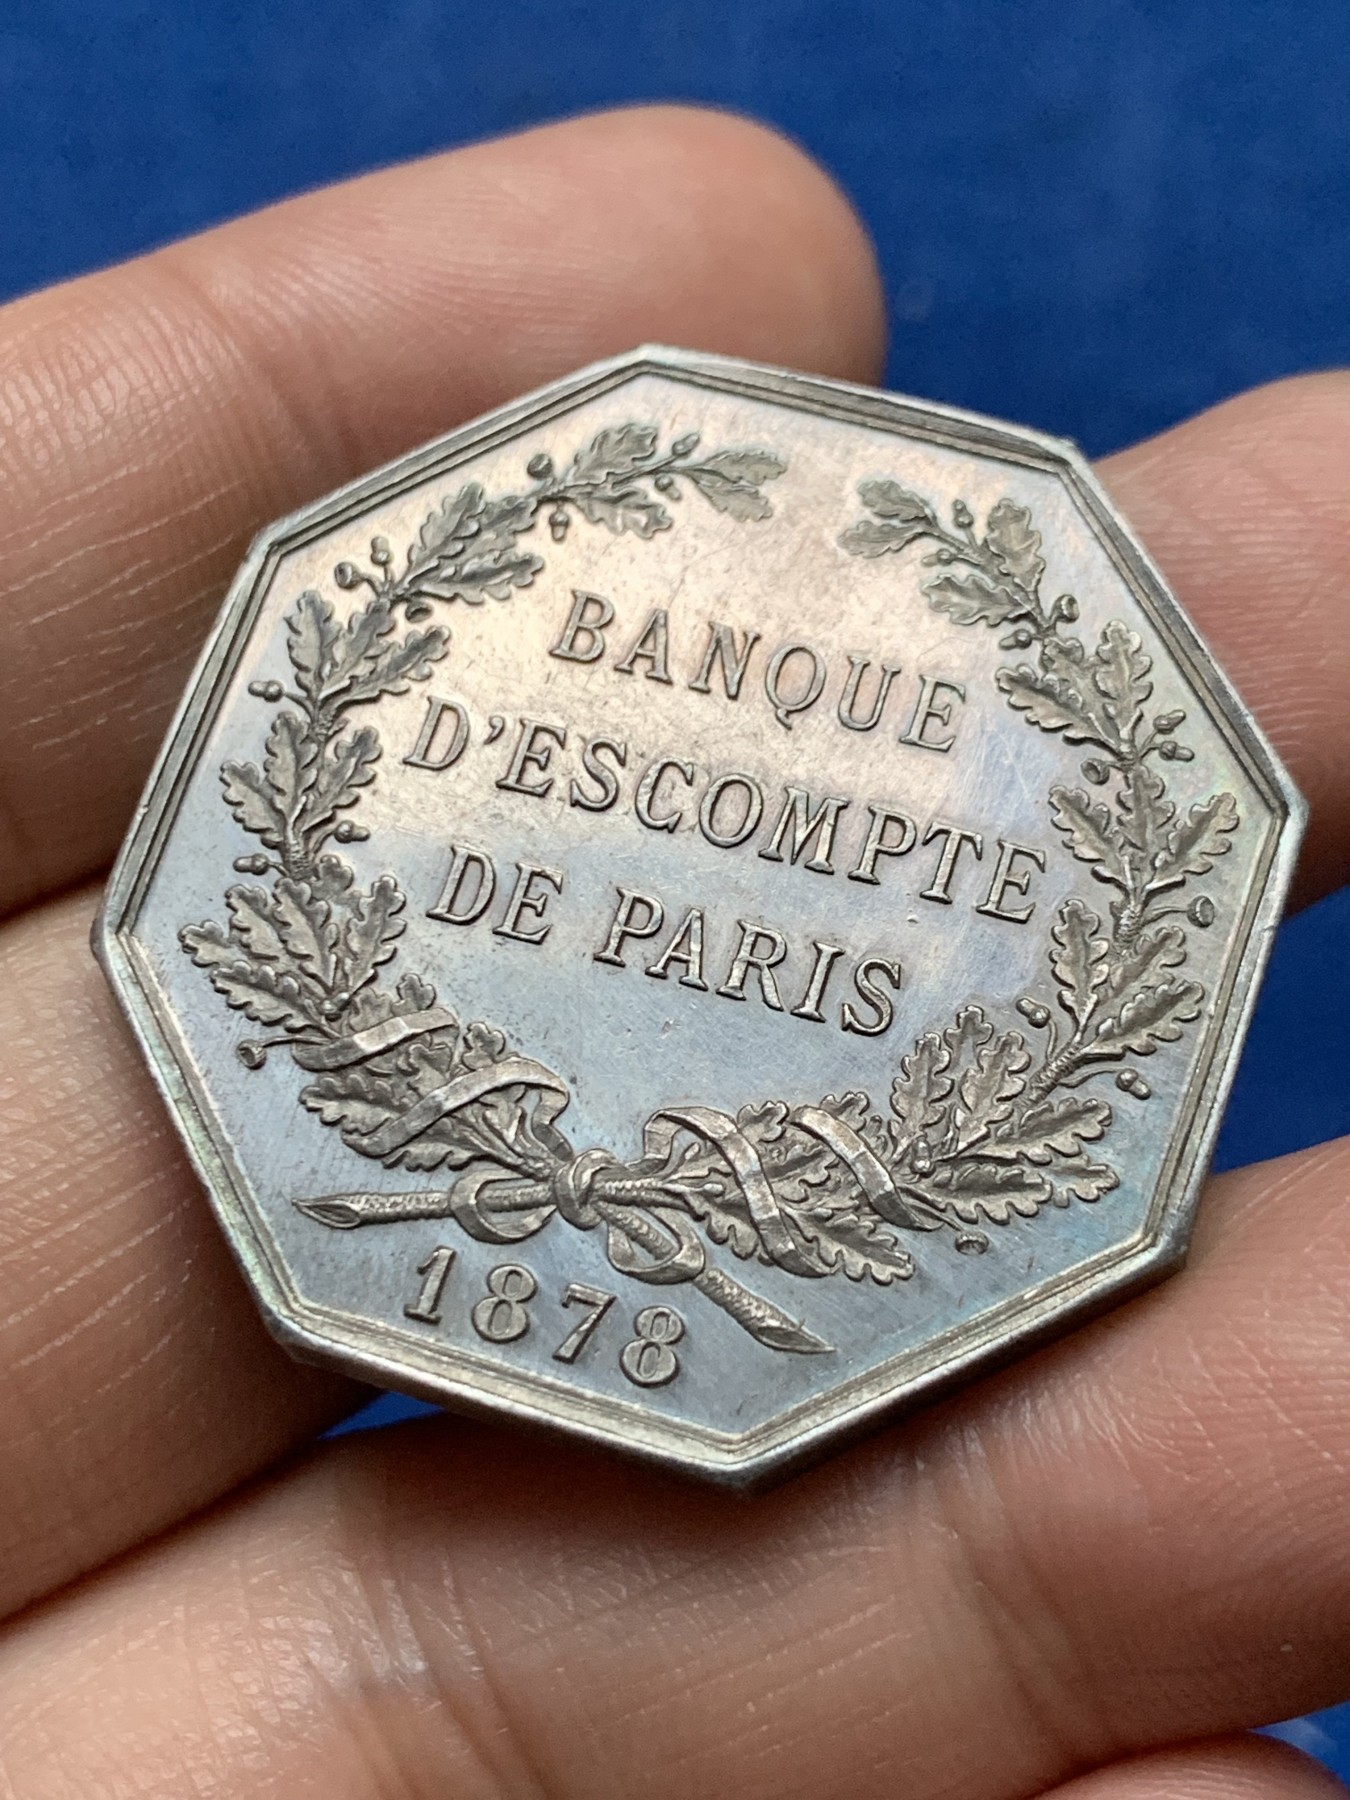 BANQUE
D'ESCOMPTE
DE PARIS
1878